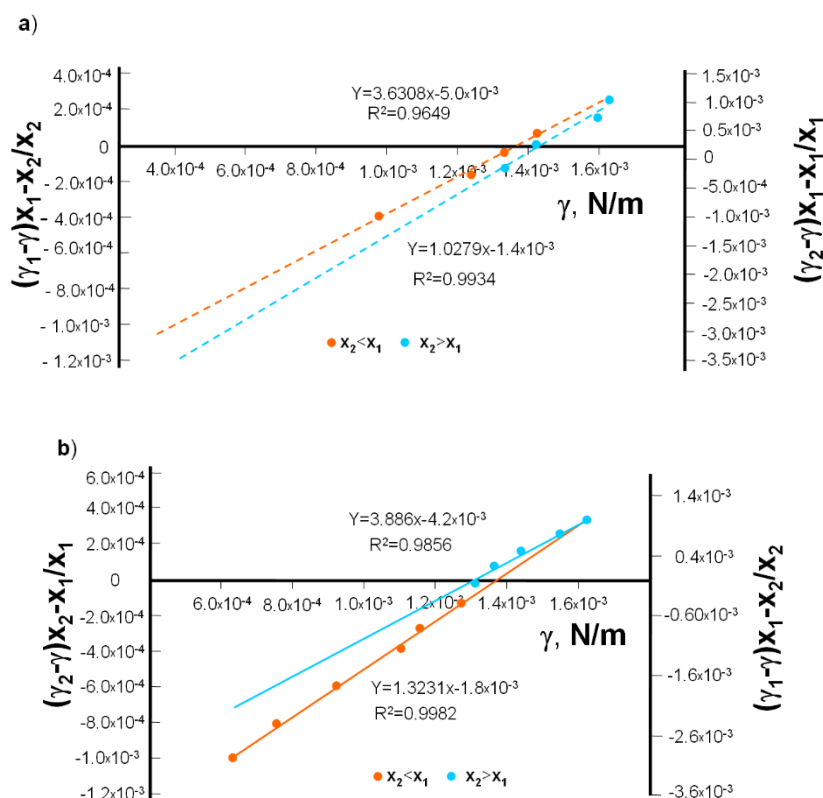 a)
4.0x10⁻⁴
2.0x10⁻⁴
0
- 2.0x10⁻⁴
- 4.0x10⁻⁴
- 6.0x10⁻⁴
- 8.0x10⁻⁴
- 1.0x10⁻³
- 1.2x10⁻³
(γ₁-γ)x₁-x₂/x₂
Y=3.6308x-5.0x10⁻³
R²=0.9649
4.0x10⁻⁴ 6.0x10⁻⁴ 8.0x10⁻⁴ 1.0x10⁻³ 1.2x10⁻³ 1.4x10⁻³ 1.6x10⁻³
γ, N/m
Y=1.0279x-1.4x10⁻³
R²=0.9934
x₂<x₁ x₂>x₁
1.5x10⁻³
1.0x10⁻³
0.5x10⁻³
0
-5.0x10⁻⁴
-1.0x10⁻³
-1.5x10⁻³
-2.0x10⁻³
-2.5x10⁻³
-3.0x10⁻³
-3.5x10⁻³
(γ₂-γ)x₁-x₁/x₁
b)
6.0x10⁻⁴
4.0x10⁻⁴
2.0x10⁻⁴
0
-2.0x10⁻⁴
-4.0x10⁻⁴
-6.0x10⁻⁴
-8.0x10⁻⁴
-1.0x10⁻³
-1.2x10⁻³
(γ₂-γ)x₂-x₁/x₁
Y=3.886x-4.2x10⁻³
R²=0.9856
6.0x10⁻⁴ 8.0x10⁻⁴ 1.0x10⁻³ 1.2x10⁻³ 1.4x10⁻³ 1.6x10⁻³
γ, N/m
Y=1.3231x-1.8x10⁻³
R²=0.9982
x₂<x₁ x₂>x₁
1.4x10⁻³
0.4x10⁻³
-0.60x10⁻³
-1.6x10⁻³
-2.6x10⁻³
-3.6x10⁻³
(γ₁-γ)x₁-x₂/x₂